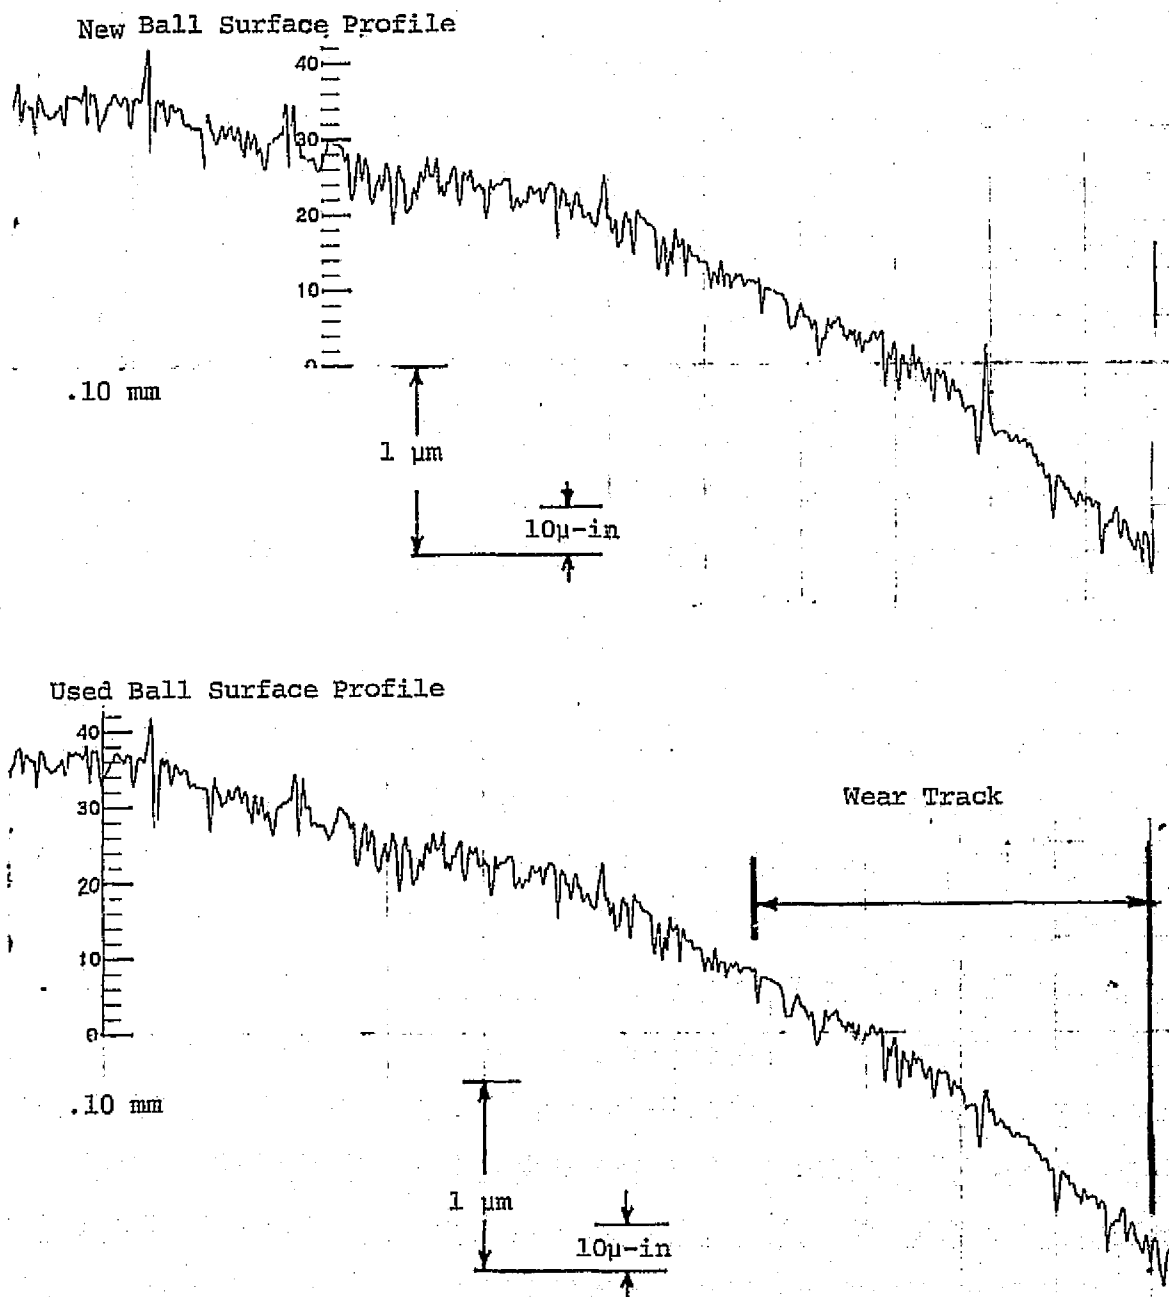 New Ball Surface Profile
40
30
20
10
0
.10 mm
1 μm
10μ-in
Used Ball Surface Profile
40
30
20
10
0
Wear Track
.10 mm
1 μm
10μ-in